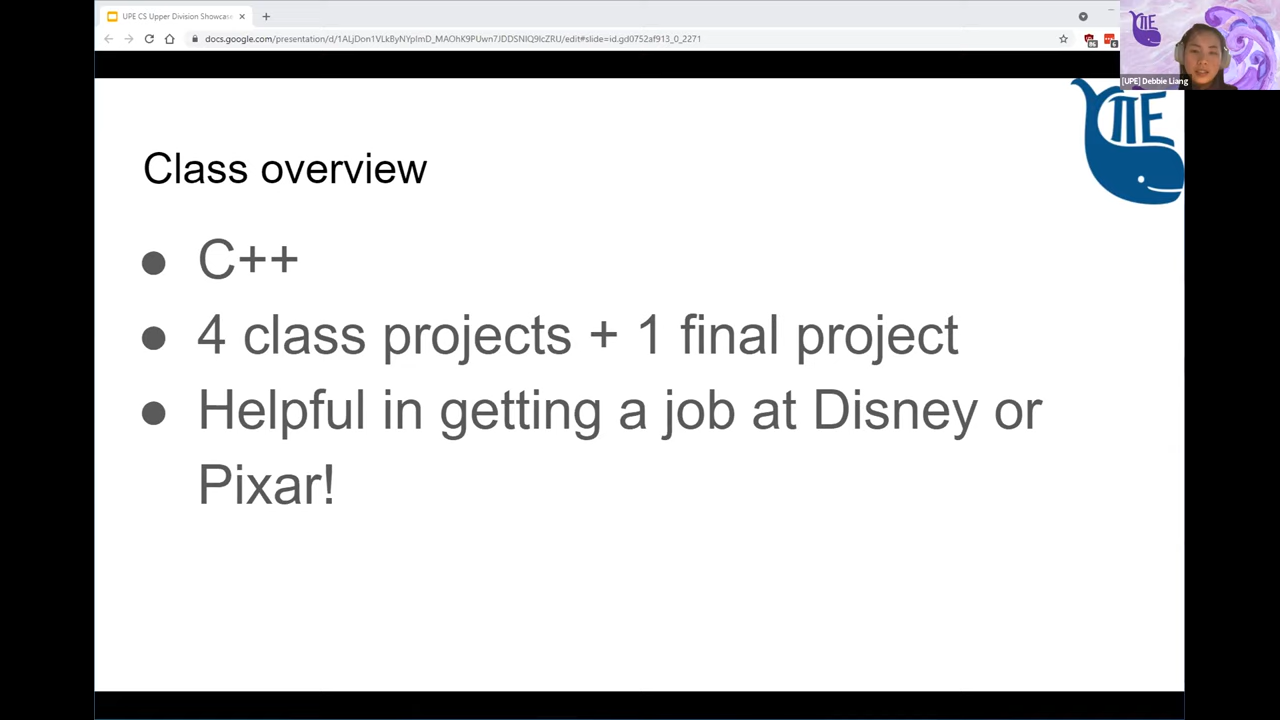 UPE CS Upper Division Showcase
docs.google.com/presentation/d/1ALjDon1VLkByNYpImD_MAOhK9PUwn7JDDSNIQ9lcZRU/edit#slide=id.gd0752af913_0_2271
[UPE] Debbie Liang
ΠE
Class overview
● C++
● 4 class projects + 1 final project
● Helpful in getting a job at Disney or
Pixar!